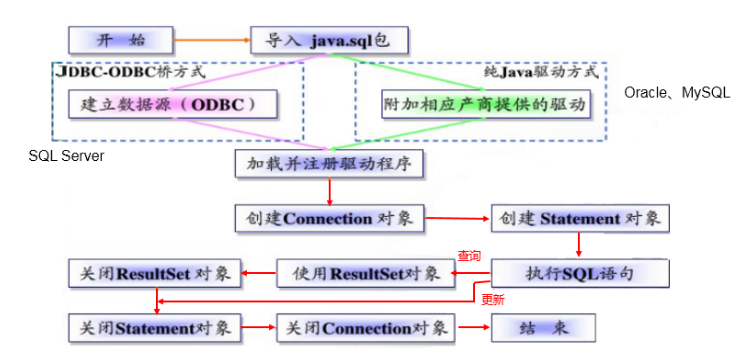 开 始
导入 java.sql包
JDBC-ODBC桥方式
纯Java驱动方式
建立数据源（ODBC）
附加相应产商提供的驱动
Oracle、MySQL
SQL Server
加载并注册驱动程序
创建Connection 对象
创建 Statement 对象
查询
关闭ResultSet 对象
使用ResultSet对象
执行SQL语句
更新
关闭Statement对象
关闭Connection对象
结 束